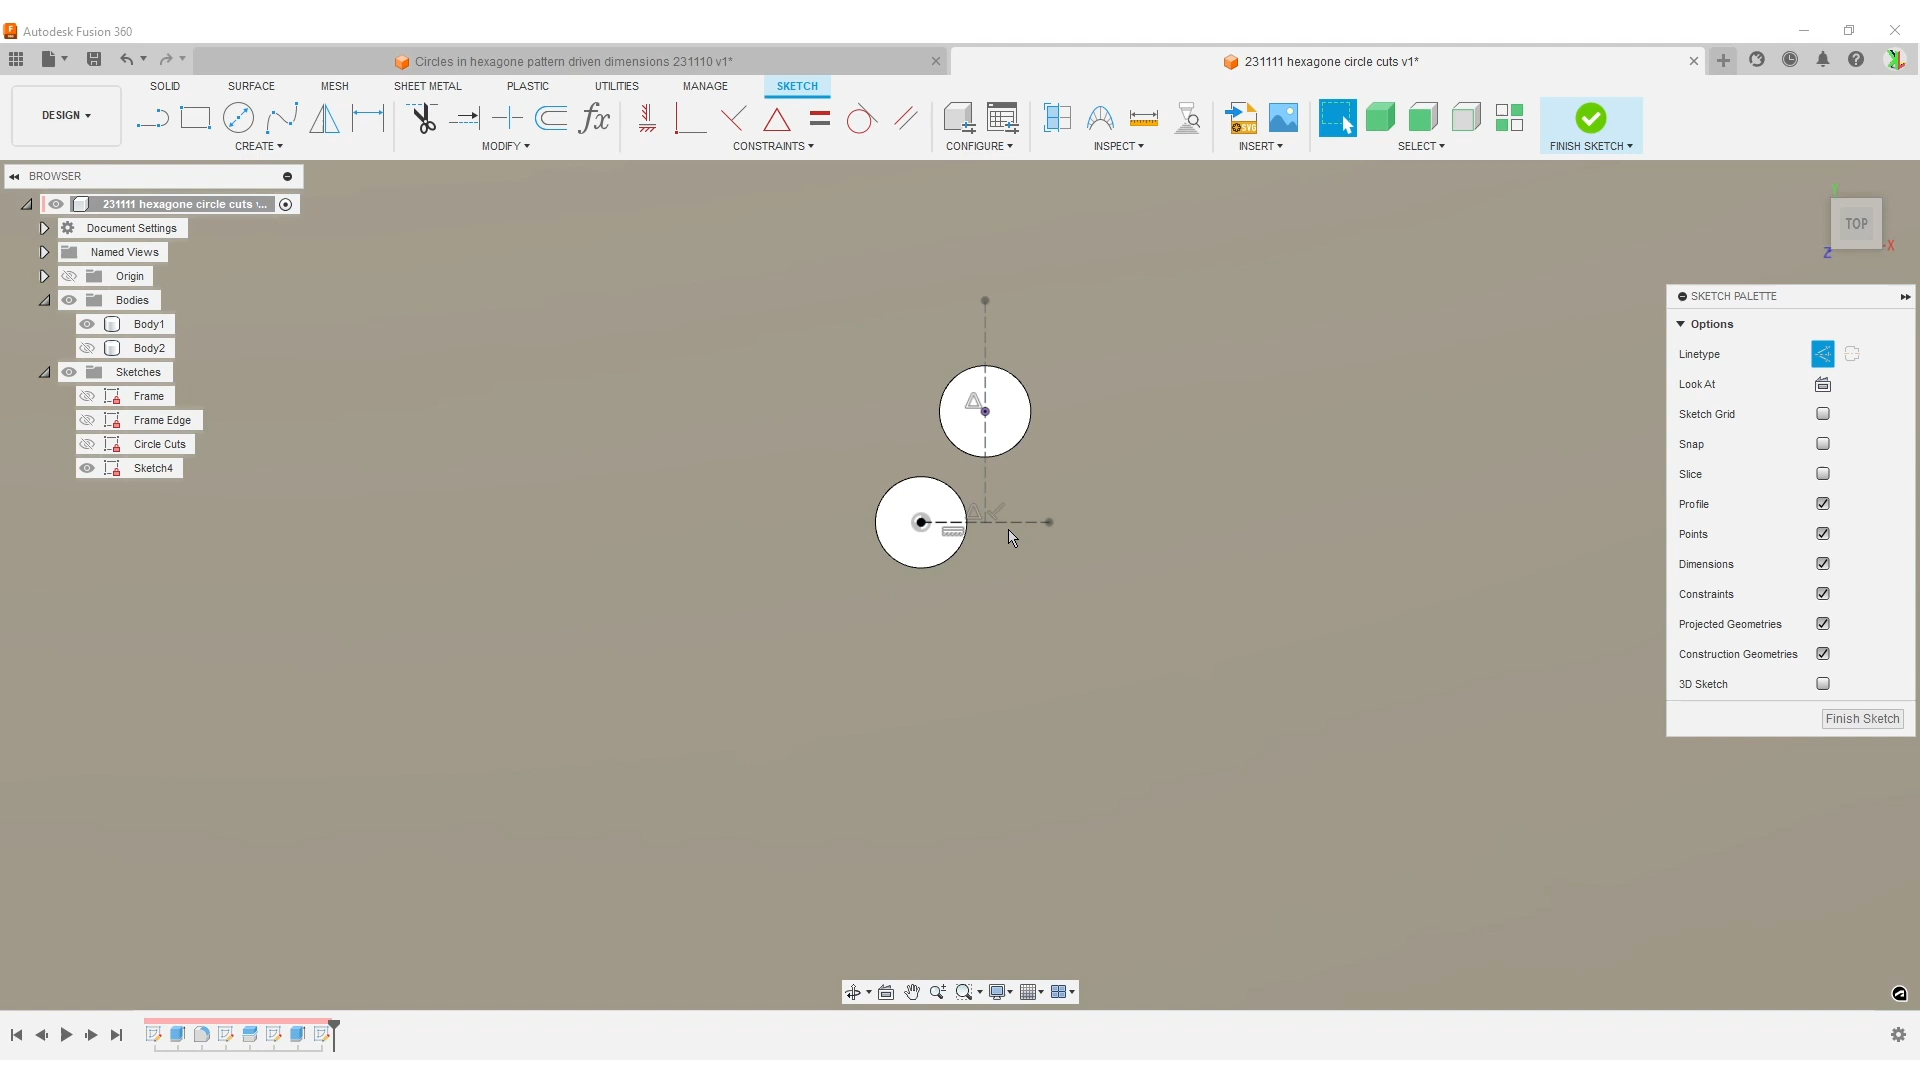 Autodesk Fusion 360
Circles in hexagone pattern driven dimensions 231110 v1*
231111 hexagone circle cuts v1*
SOLID SURFACE MESH SHEET METAL PLASTIC UTILITIES MANAGE SKETCH
DESIGN
CREATE MODIFY CONSTRAINTS CONFIGURE INSPECT INSERT SELECT FINISH SKETCH
BROWSER
231111 hexagone circle cuts v...
Document Settings
Named Views
Origin
Bodies
Body1
Body2
Sketches
Frame
Frame Edge
Circle Cuts
Sketch4
Y
TOP
X
Z
SKETCH PALETTE
Options
Linetype
Look At
Sketch Grid
Snap
Slice
Profile
Points
Dimensions
Constraints
Projected Geometries
Construction Geometries
3D Sketch
Finish Sketch